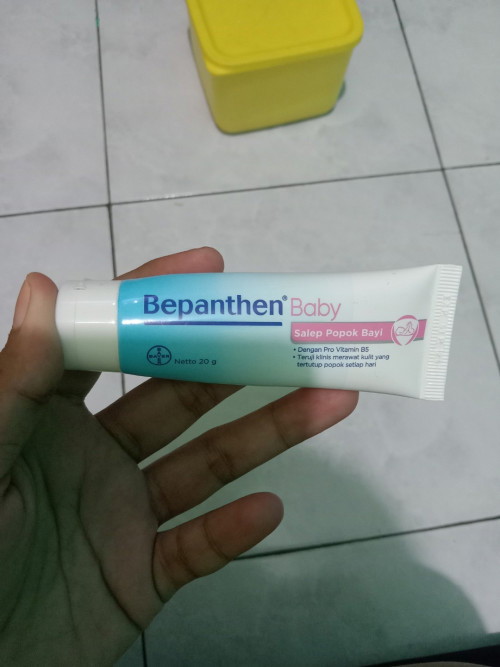 Bepanthen® Baby
Salep Popok Bayi
• Dengan Pro Vitamin B5
• Teruji klinis merawat kulit yang
tertutup popok setiap hari
BAYER
Netto 20 g